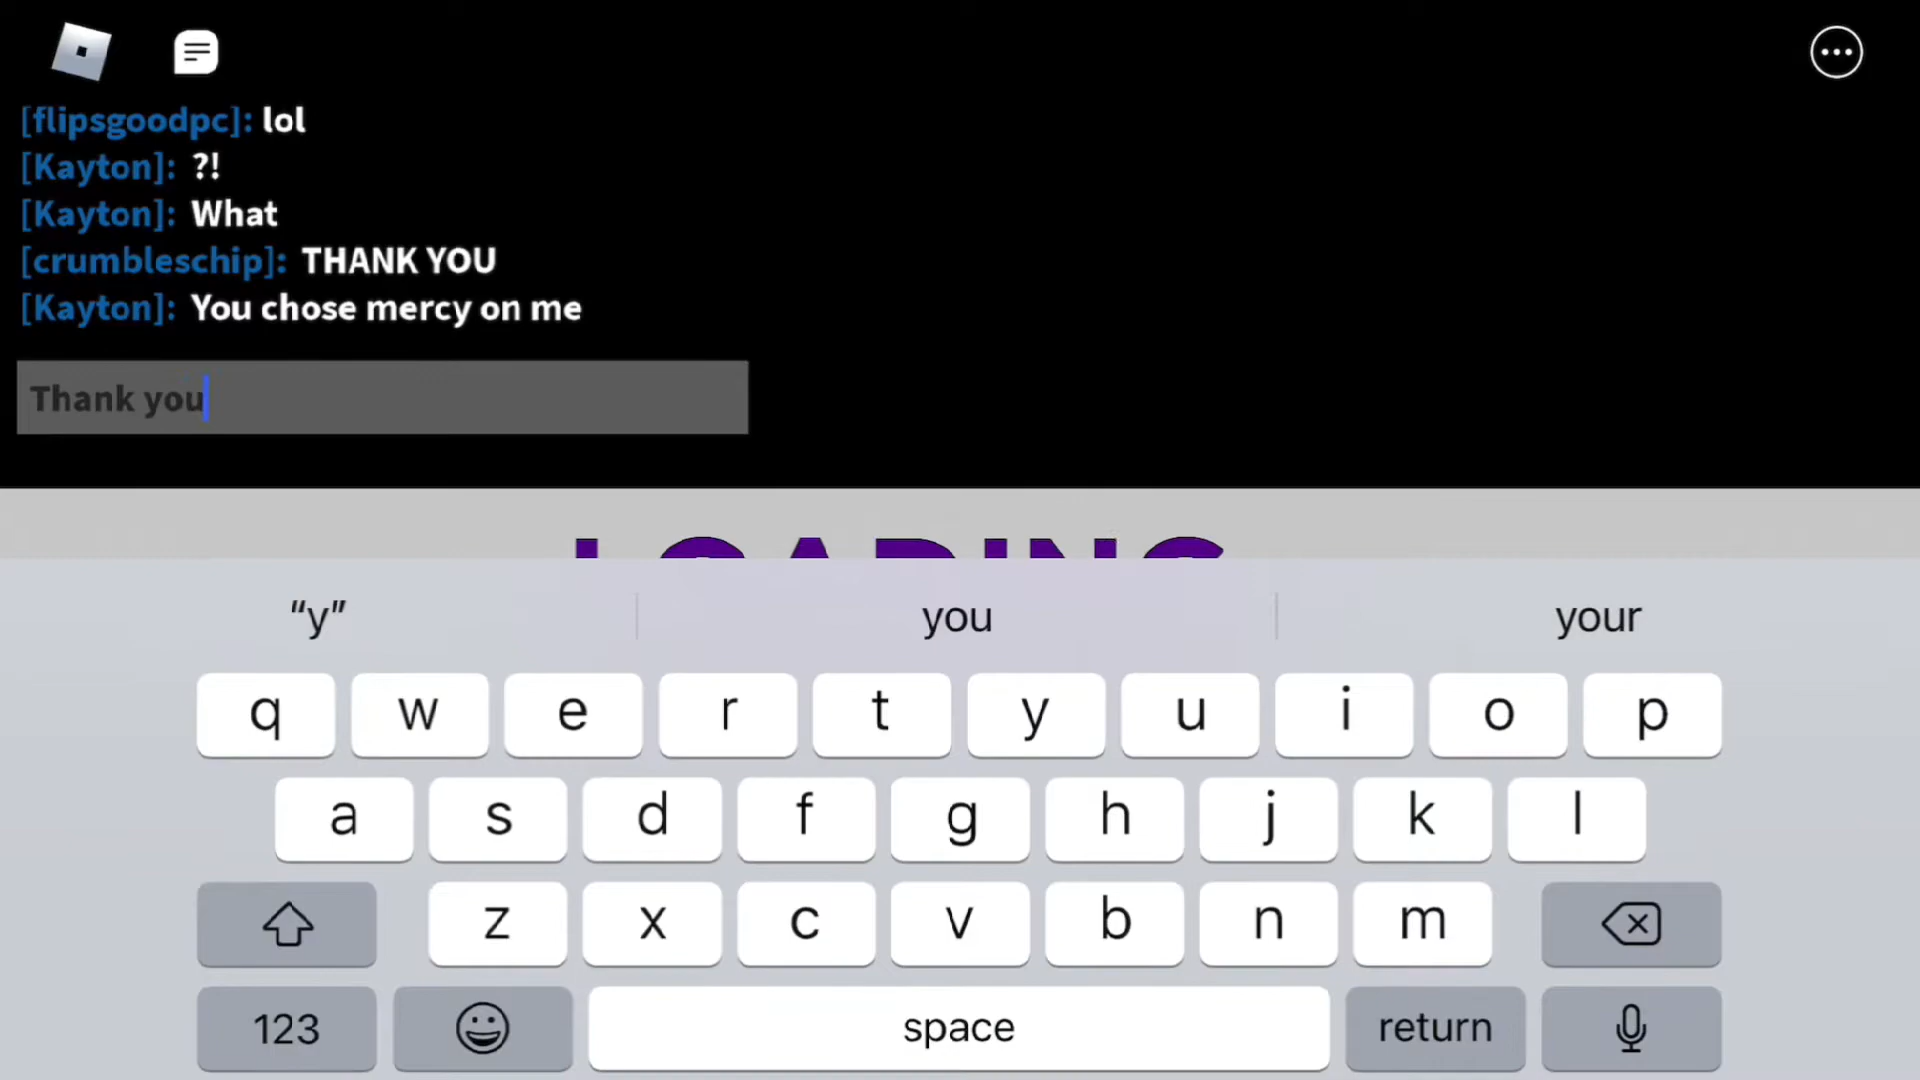 [flipsgoodpc]: lol
[Kayton]: ?!
[Kayton]: What
[crumbleschip]: THANK YOU
[Kayton]: You chose mercy on me
Thank you
LOADING
“y” you your
q w e r t y u i o p
a s d f g h j k l
z x c v b n m
123 space return